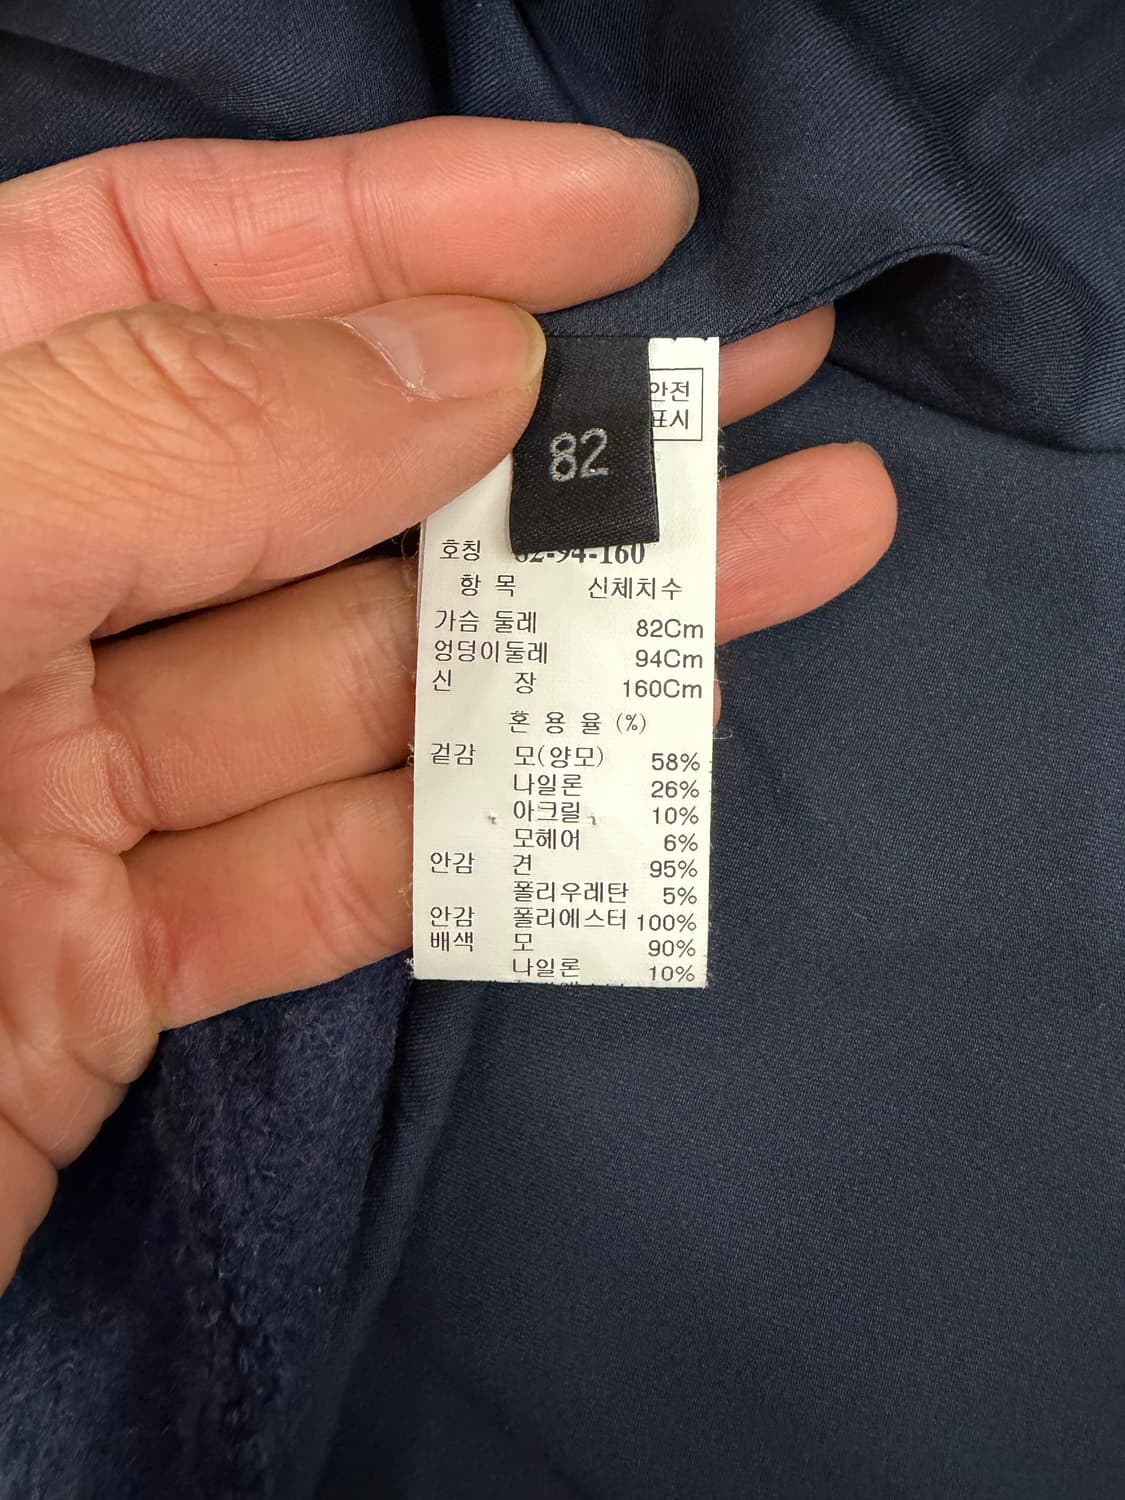 안전
표시
82
호칭 82-94-160
항 목 신체치수
가슴 둘레 82Cm
엉덩이둘레 94Cm
신 장 160Cm
혼 용 율 (%)
겉감 모(양모) 58%
나일론 26%
아크릴 10%
모헤어 6%
안감 견 95%
폴리우레탄 5%
안감 폴리에스터 100%
배색 모 90%
나일론 10%